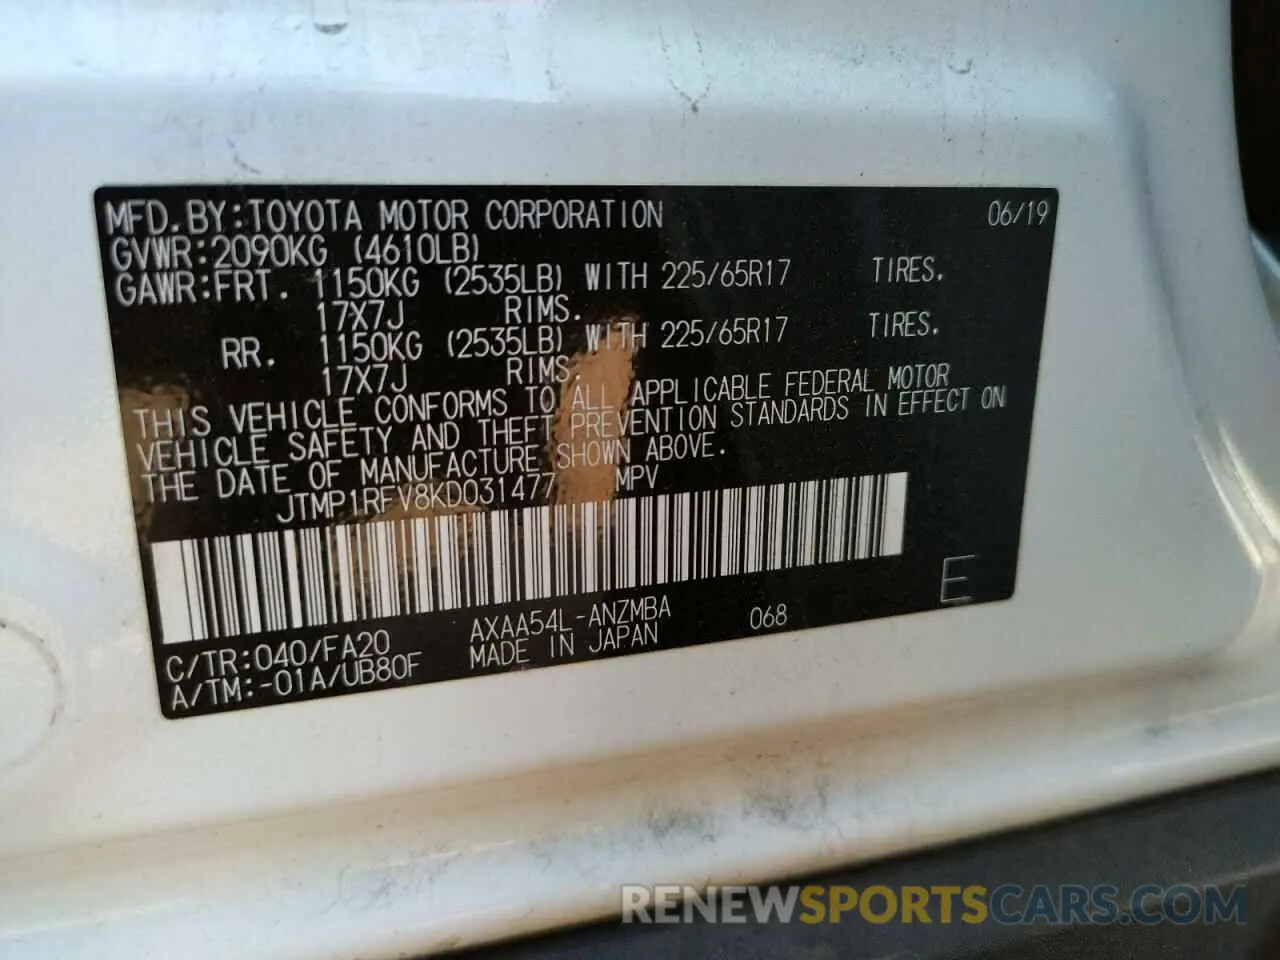 MFD.BY:TOYOTA MOTOR CORPORATION 06/19
GVWR:2090KG (4610LB)
GAWR:FRT. 1150KG (2535LB) WITH 225/65R17 TIRES.
17X7J RIMS.
RR. 1150KG (2535LB) WITH 225/65R17 TIRES.
17X7J RIMS.
THIS VEHICLE CONFORMS TO ALL APPLICABLE FEDERAL MOTOR
VEHICLE SAFETY AND THEFT PREVENTION STANDARDS IN EFFECT ON
THE DATE OF MANUFACTURE SHOWN ABOVE.
JTMP1RFV8KD031477 MPV
C/TR:040/FA20 AXAA54L-ANZMBA 068 E
A/TM:-01A/UB80F MADE IN JAPAN
RENEWSPORTSCARS.COM